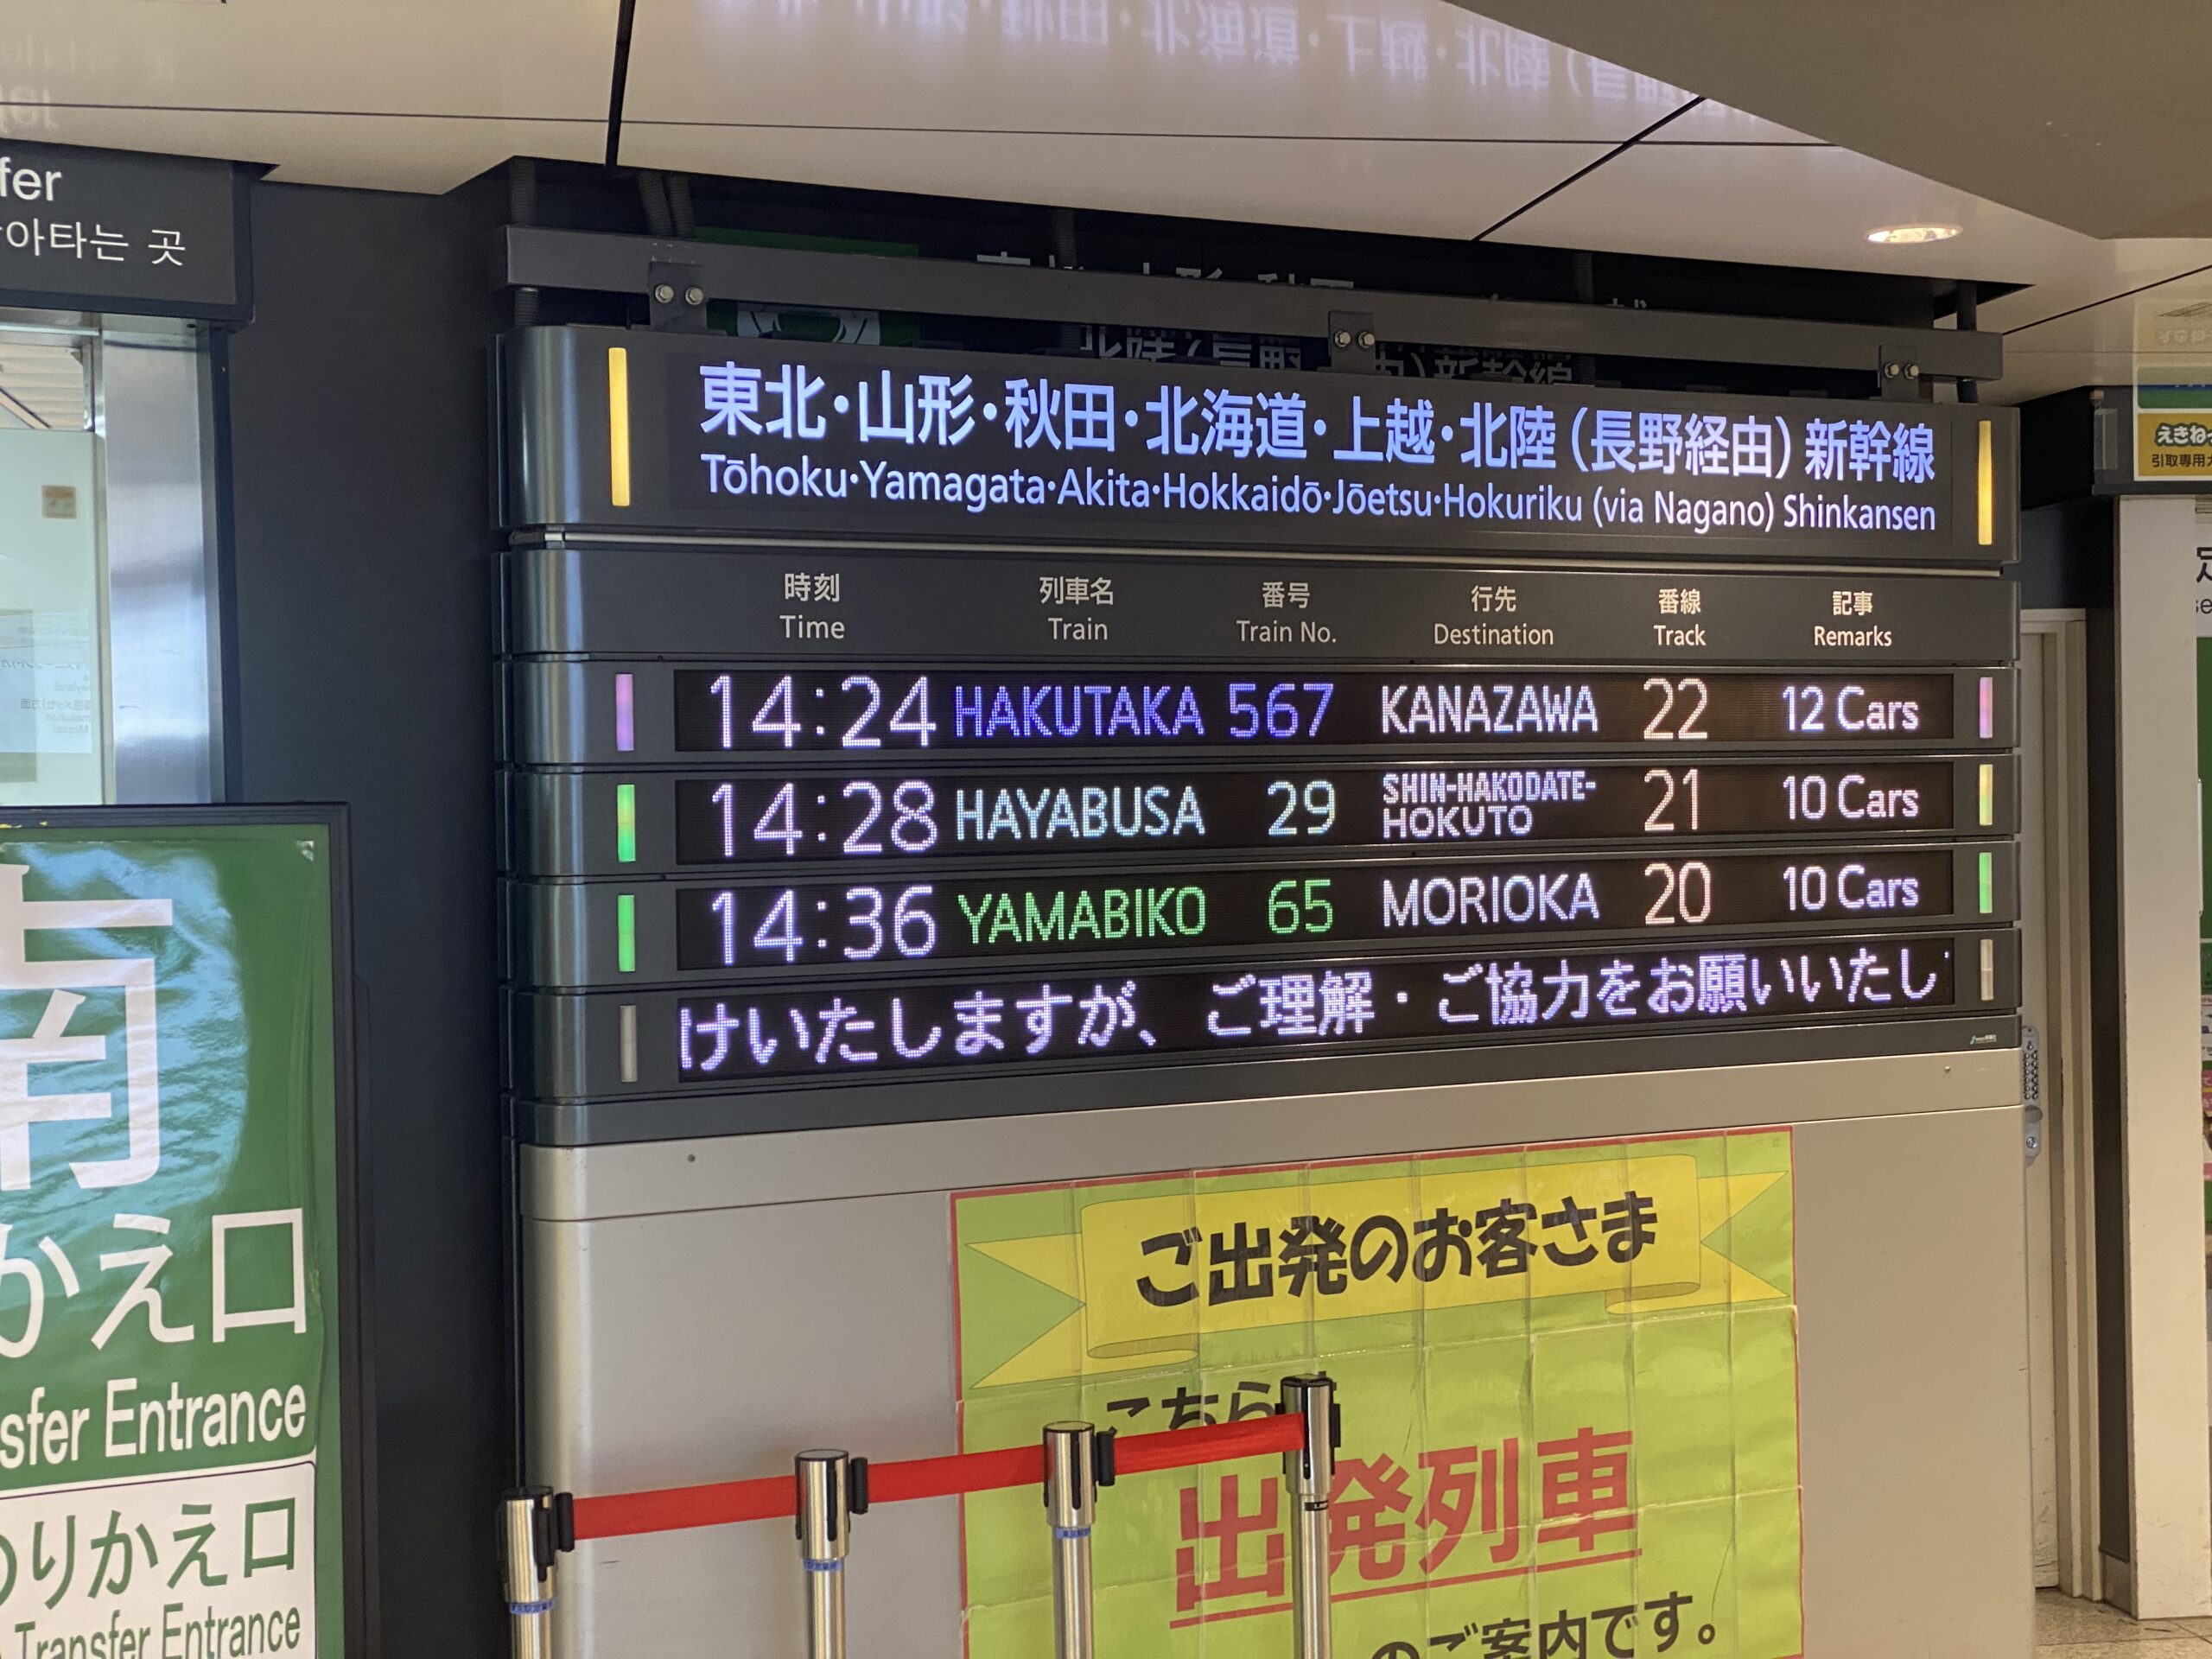 fer
아타는 곳
東北・山形・秋田・北海道・上越・北陸(長野経由)新幹線
Tōhoku・Yamagata・Akita・Hokkaidō・Jōetsu・Hokuriku (via Nagano) Shinkansen
時刻 列車名 番号 行先 番線 記事
Time Train Train No. Destination Track Remarks
14:24 HAKUTAKA 567 KANAZAWA 22 12 Cars
14:28 HAYABUSA 29 SHIN-HAKODATE-HOKUTO 21 10 Cars
14:36 YAMABIKO 65 MORIOKA 20 10 Cars
けいたしますが、ご理解・ご協力をお願いいたし
ご出発のお客さま
こちら
出発列車
のご案内です。
南
かえ口
sfer Entrance
のりかえ口
Transfer Entrance
えきねっ
引取専用